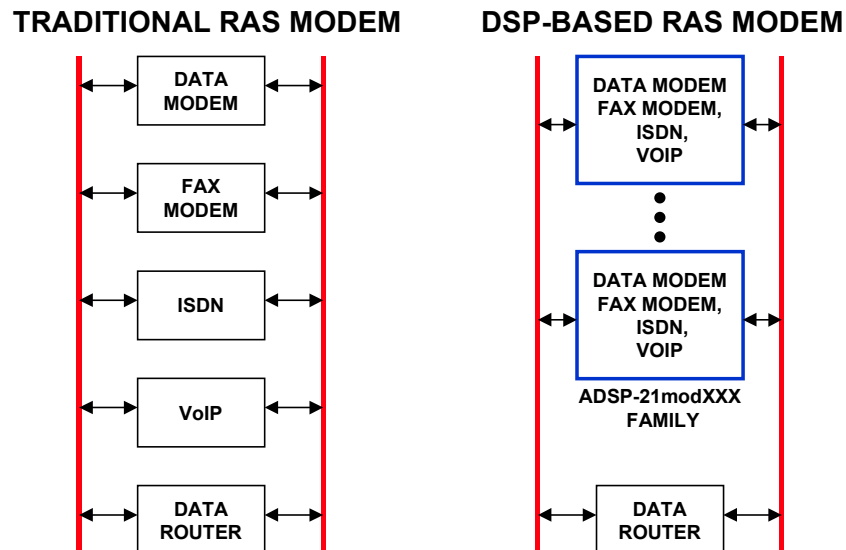 TRADITIONAL RAS MODEM
DATA
MODEM
FAX
MODEM
ISDN
VoIP
DATA
ROUTER
DSP-BASED RAS MODEM
DATA MODEM
FAX MODEM,
ISDN,
VOIP
DATA MODEM
FAX MODEM,
ISDN,
VOIP
ADSP-21modXXX
FAMILY
DATA
ROUTER